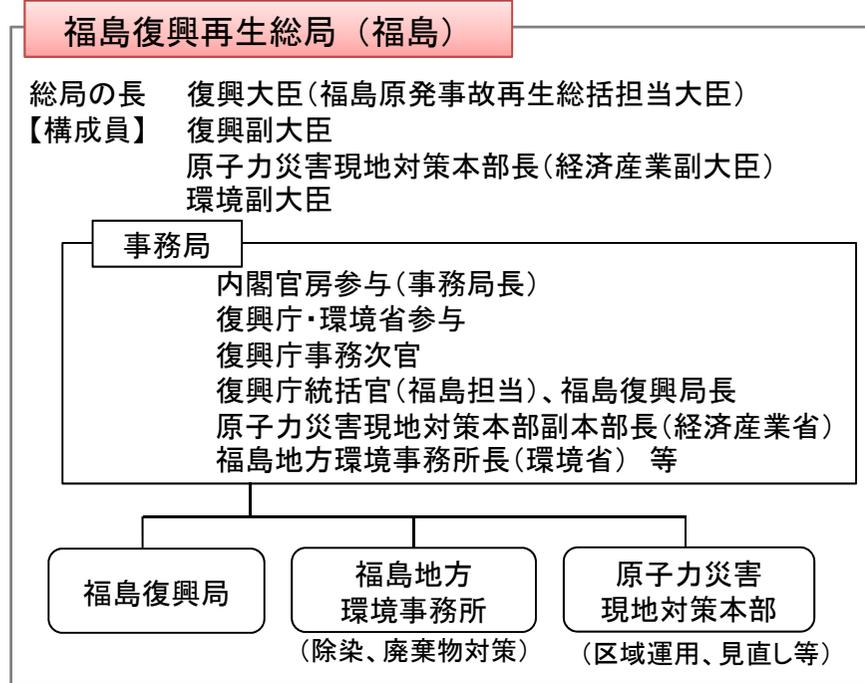 福島復興再生総局（福島）
総局の長　復興大臣（福島原発事故再生総括担当大臣）
【構成員】　復興副大臣
原子力災害現地対策本部長（経済産業副大臣）
環境副大臣
事務局
内閣官房参与（事務局長）
復興庁・環境省参与
復興庁事務次官
復興庁統括官（福島担当）、福島復興局長
原子力災害現地対策本部副本部長（経済産業省）
福島地方環境事務所長（環境省）　等
福島復興局
福島地方
環境事務所
（除染、廃棄物対策）
原子力災害
現地対策本部
（区域運用、見直し等）